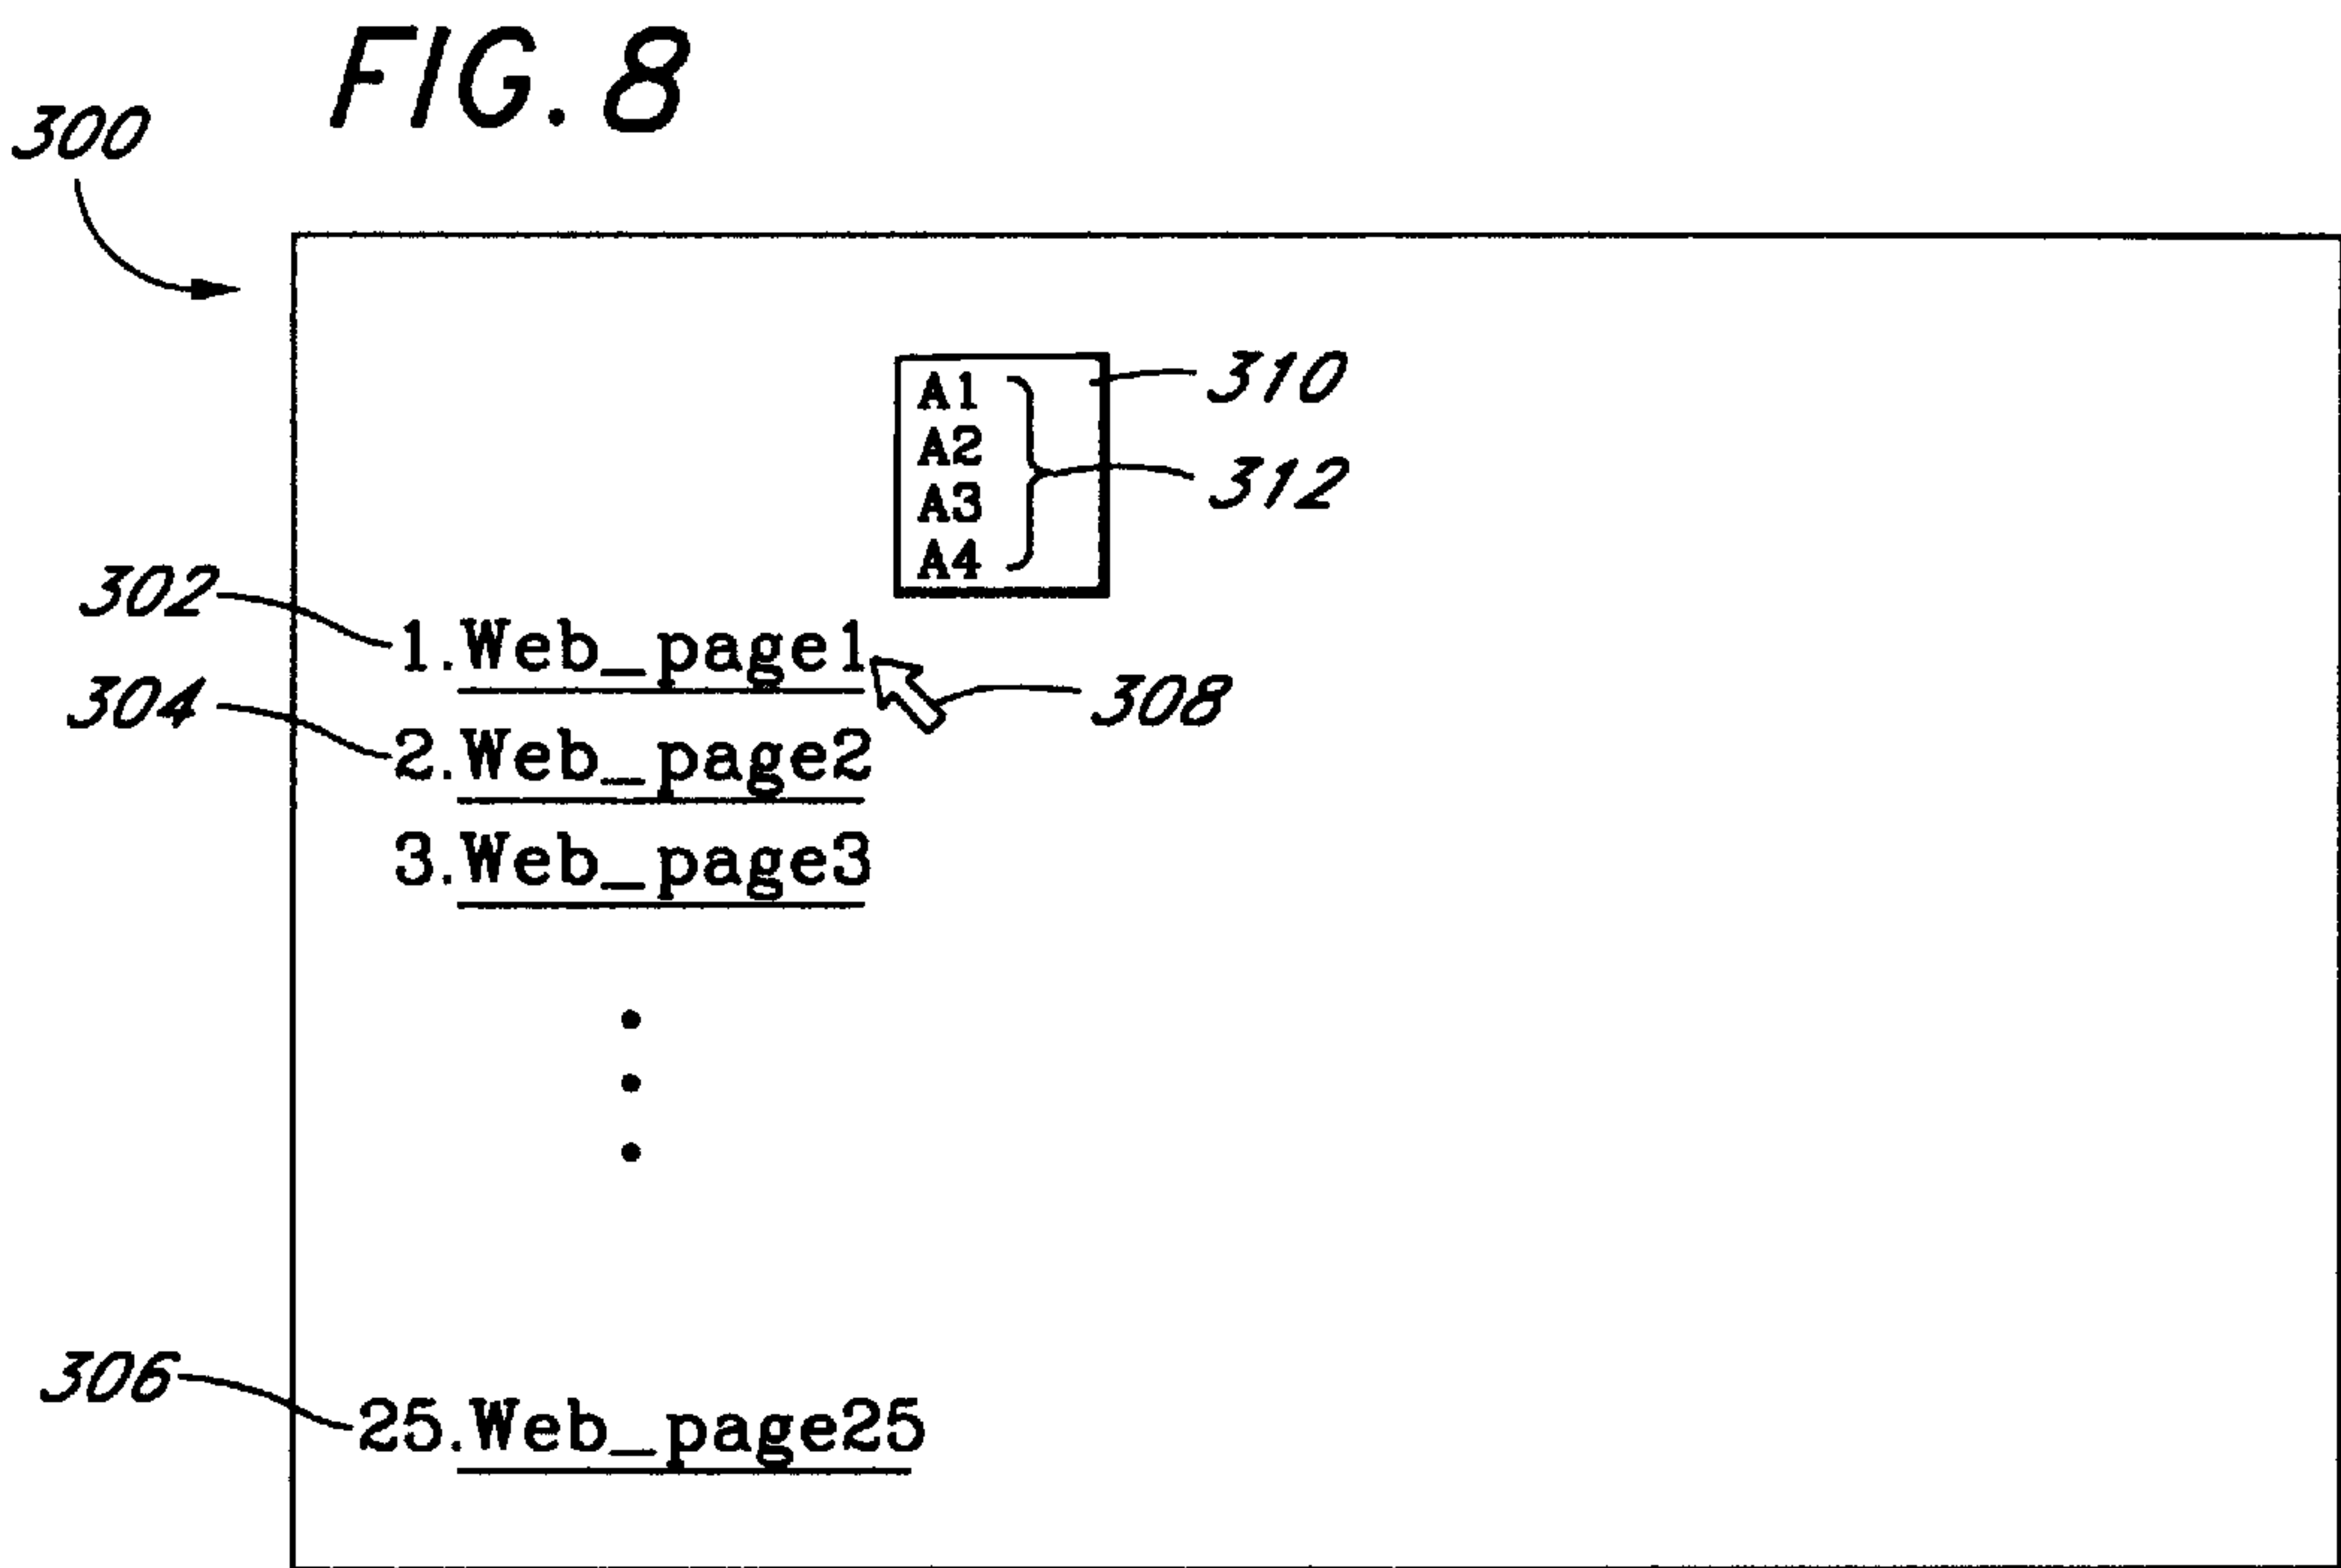 FIG. 8
300
A1
310
A2
312
A3
A4
302
1. Web_page1
304
308
2. Web_page2
3. Web_page3
306
25. Web_page25